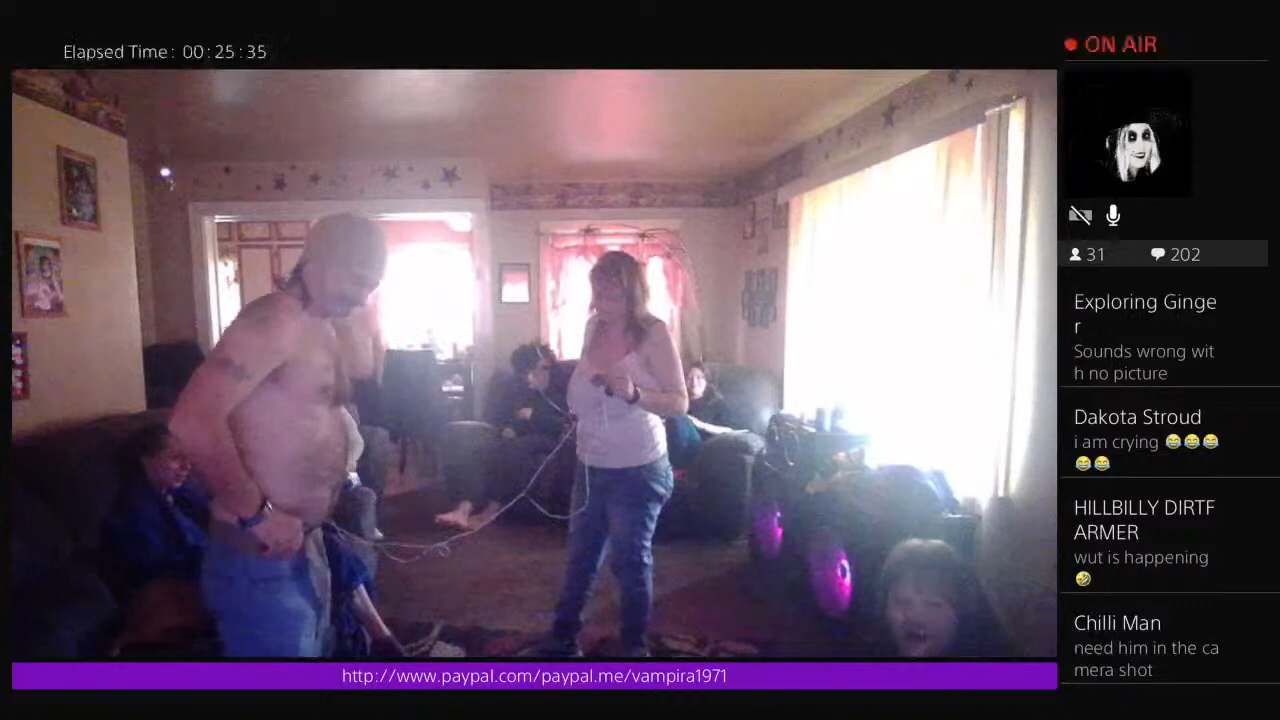 Elapsed Time: 00:25:35
ON AIR
31
202
Exploring Ginge
r
Sounds wrong wit
h no picture
Dakota Stroud
i am crying 😂😂😂
😂😂
HILLBILLY DIRTF
ARMER
wut is happening
🤣
Chilli Man
need him in the ca
mera shot
http://www.paypal.com/paypal.me/vampira1971